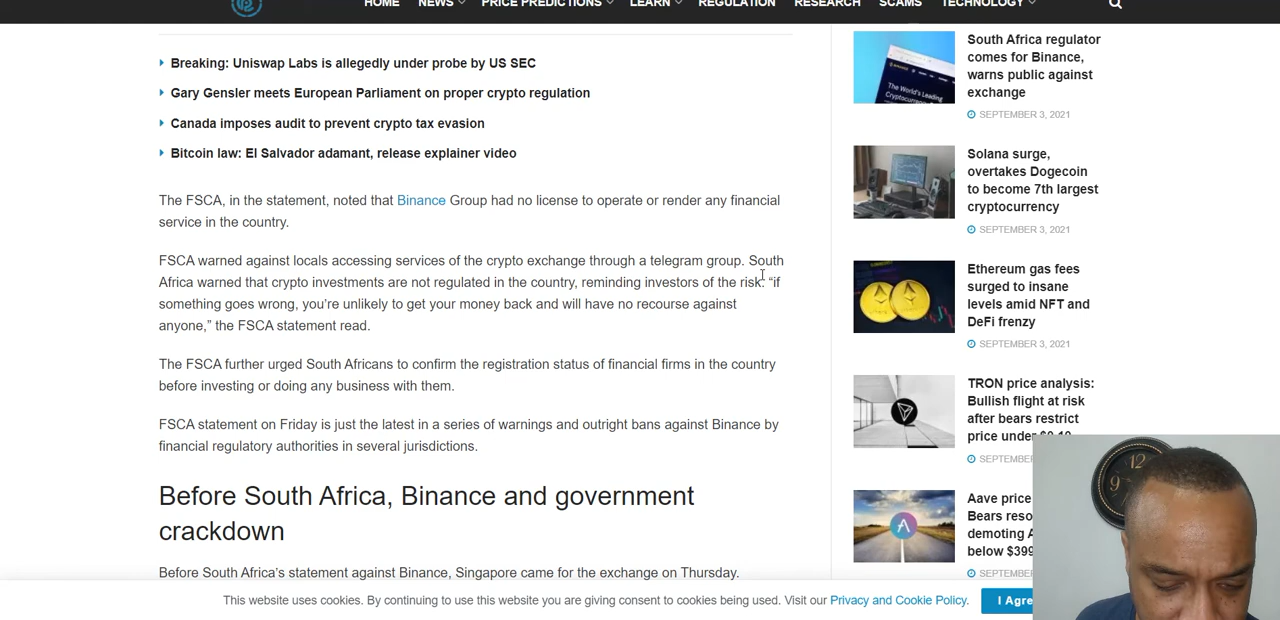 HOME NEWS PRICE PREDICTIONS LEARN REGULATION RESEARCH SCAMS TECHNOLOGY
Breaking: Uniswap Labs is allegedly under probe by US SEC
Gary Gensler meets European Parliament on proper crypto regulation
Canada imposes audit to prevent crypto tax evasion
Bitcoin law: El Salvador adamant, release explainer video
The FSCA, in the statement, noted that Binance Group had no license to operate or render any financial
service in the country.
FSCA warned against locals accessing services of the crypto exchange through a telegram group. South
Africa warned that crypto investments are not regulated in the country, reminding investors of the risk: “if
something goes wrong, you’re unlikely to get your money back and will have no recourse against
anyone,” the FSCA statement read.
The FSCA further urged South Africans to confirm the registration status of financial firms in the country
before investing or doing any business with them.
FSCA statement on Friday is just the latest in a series of warnings and outright bans against Binance by
financial regulatory authorities in several jurisdictions.
Before South Africa, Binance and government
crackdown
Before South Africa’s statement against Binance, Singapore came for the exchange on Thursday.
South Africa regulator
comes for Binance,
warns public against
exchange
SEPTEMBER 3, 2021
Solana surge,
overtakes Dogecoin
to become 7th largest
cryptocurrency
SEPTEMBER 3, 2021
Ethereum gas fees
surged to insane
levels amid NFT and
DeFi frenzy
SEPTEMBER 3, 2021
TRON price analysis:
Bullish flight at risk
after bears restrict
price under
Aave price
Bears
demoting
below $399
This website uses cookies. By continuing to use this website you are giving consent to cookies being used. Visit our Privacy and Cookie Policy.
I Agre